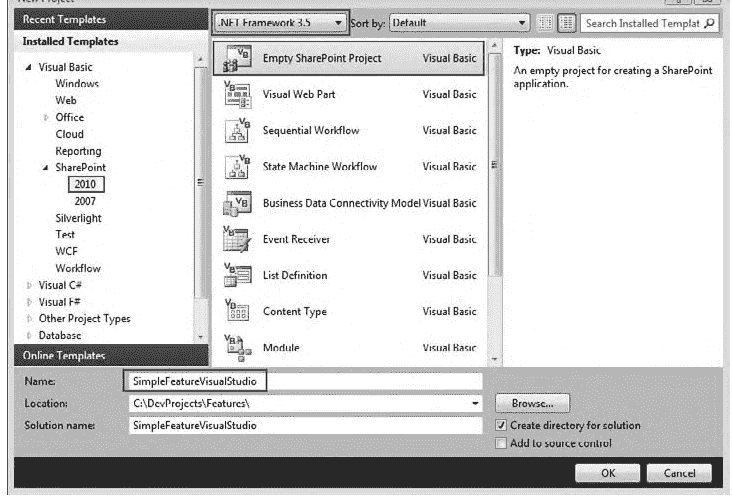 New Project
Recent Templates
.NET Framework 3.5
Sort by: Default
Search Installed Templat
Installed Templates
Visual Basic
Windows
Web
Office
Cloud
Reporting
SharePoint
2010
2007
Silverlight
Test
WCF
Workflow
Visual C#
Visual F#
Other Project Types
Database
Online Templates
Empty SharePoint Project Visual Basic
Visual Web Part Visual Basic
Sequential Workflow Visual Basic
State Machine Workflow Visual Basic
Business Data Connectivity Model Visual Basic
Event Receiver Visual Basic
List Definition Visual Basic
Content Type Visual Basic
Module Visual Basic
Type: Visual Basic
An empty project for creating a SharePoint
application.
Name: SimpleFeatureVisualStudio
Location: C:\DevProjects\Features\
Browse...
Solution name: SimpleFeatureVisualStudio
Create directory for solution
Add to source control
OK Cancel